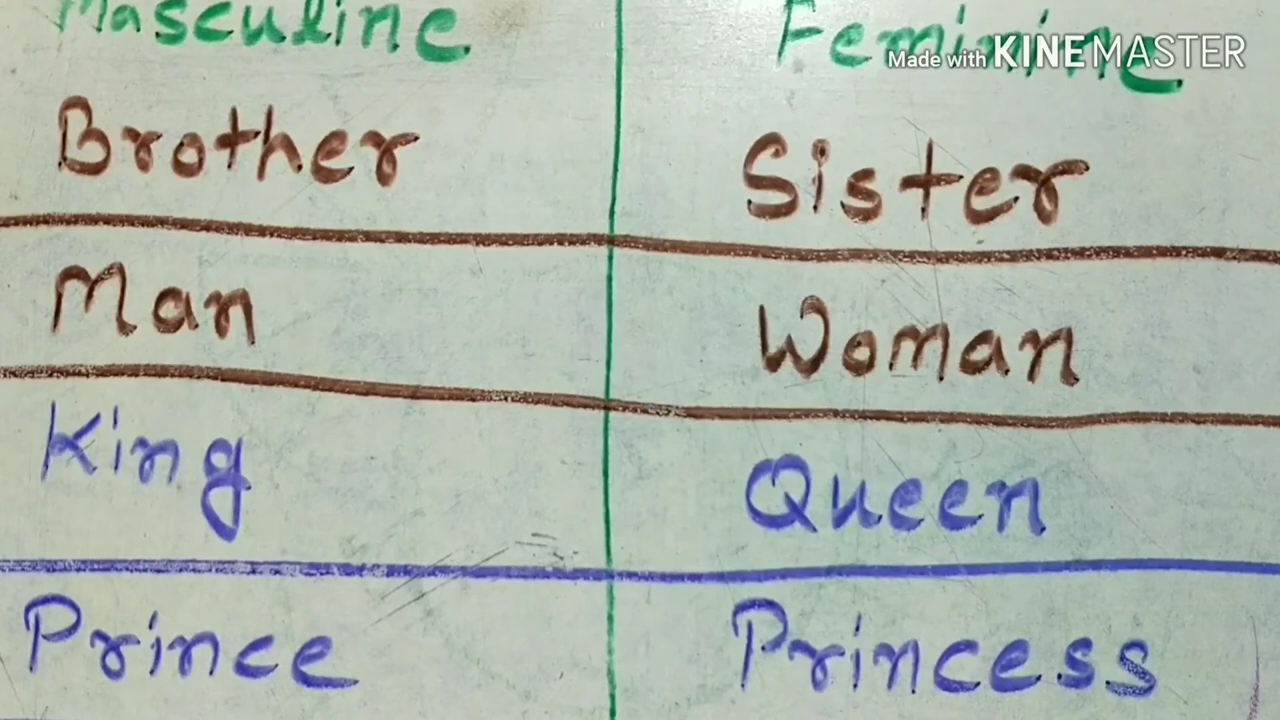 Masculine Feminine
Made with KINEMASTER
Brother Sister
Man Woman
King Queen
Prince Princess